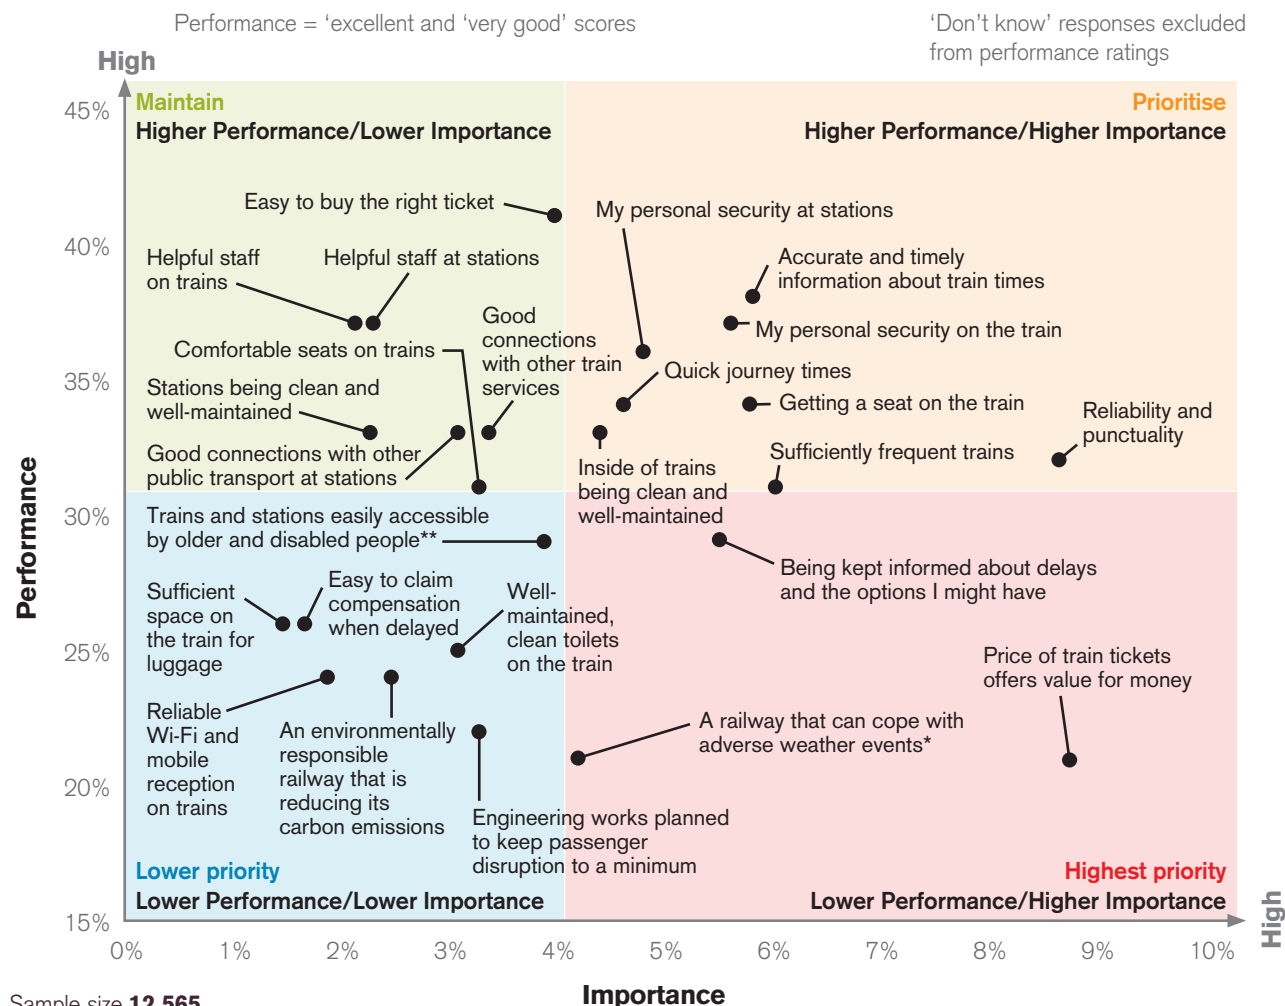 Performance = ‘excellent and ‘very good’ scores
‘Don’t know’ responses excluded
from performance ratings
High
45%
40%
35%
30%
25%
20%
15%
Performance
Maintain
Higher Performance/Lower Importance
Prioritise
Higher Performance/Higher Importance
Easy to buy the right ticket
My personal security at stations
Helpful staff
on trains
Helpful staff at stations
Accurate and timely
information about train times
Good
connections
with other train
services
My personal security on the train
Comfortable seats on trains
Quick journey times
Stations being clean and
well-maintained
Getting a seat on the train
Reliability and
punctuality
Good connections with other
public transport at stations
Inside of trains
being clean and
well-maintained
Sufficiently frequent trains
Trains and stations easily accessible
by older and disabled people**
Being kept informed about delays
and the options I might have
Sufficient
space on
the train for
luggage
Easy to claim
compensation
when delayed
Well-
maintained,
clean toilets
on the train
Price of train tickets
offers value for money
Reliable
Wi-Fi and
mobile
reception
on trains
An environmentally
responsible
railway that is
reducing its
carbon emissions
A railway that can cope with
adverse weather events*
Engineering works planned
to keep passenger
disruption to a minimum
Lower priority
Lower Performance/Lower Importance
Highest priority
Lower Performance/Higher Importance
High
0%
1%
2%
3%
4%
5%
6%
7%
8%
9%
10%
Importance
Sample size 12,565